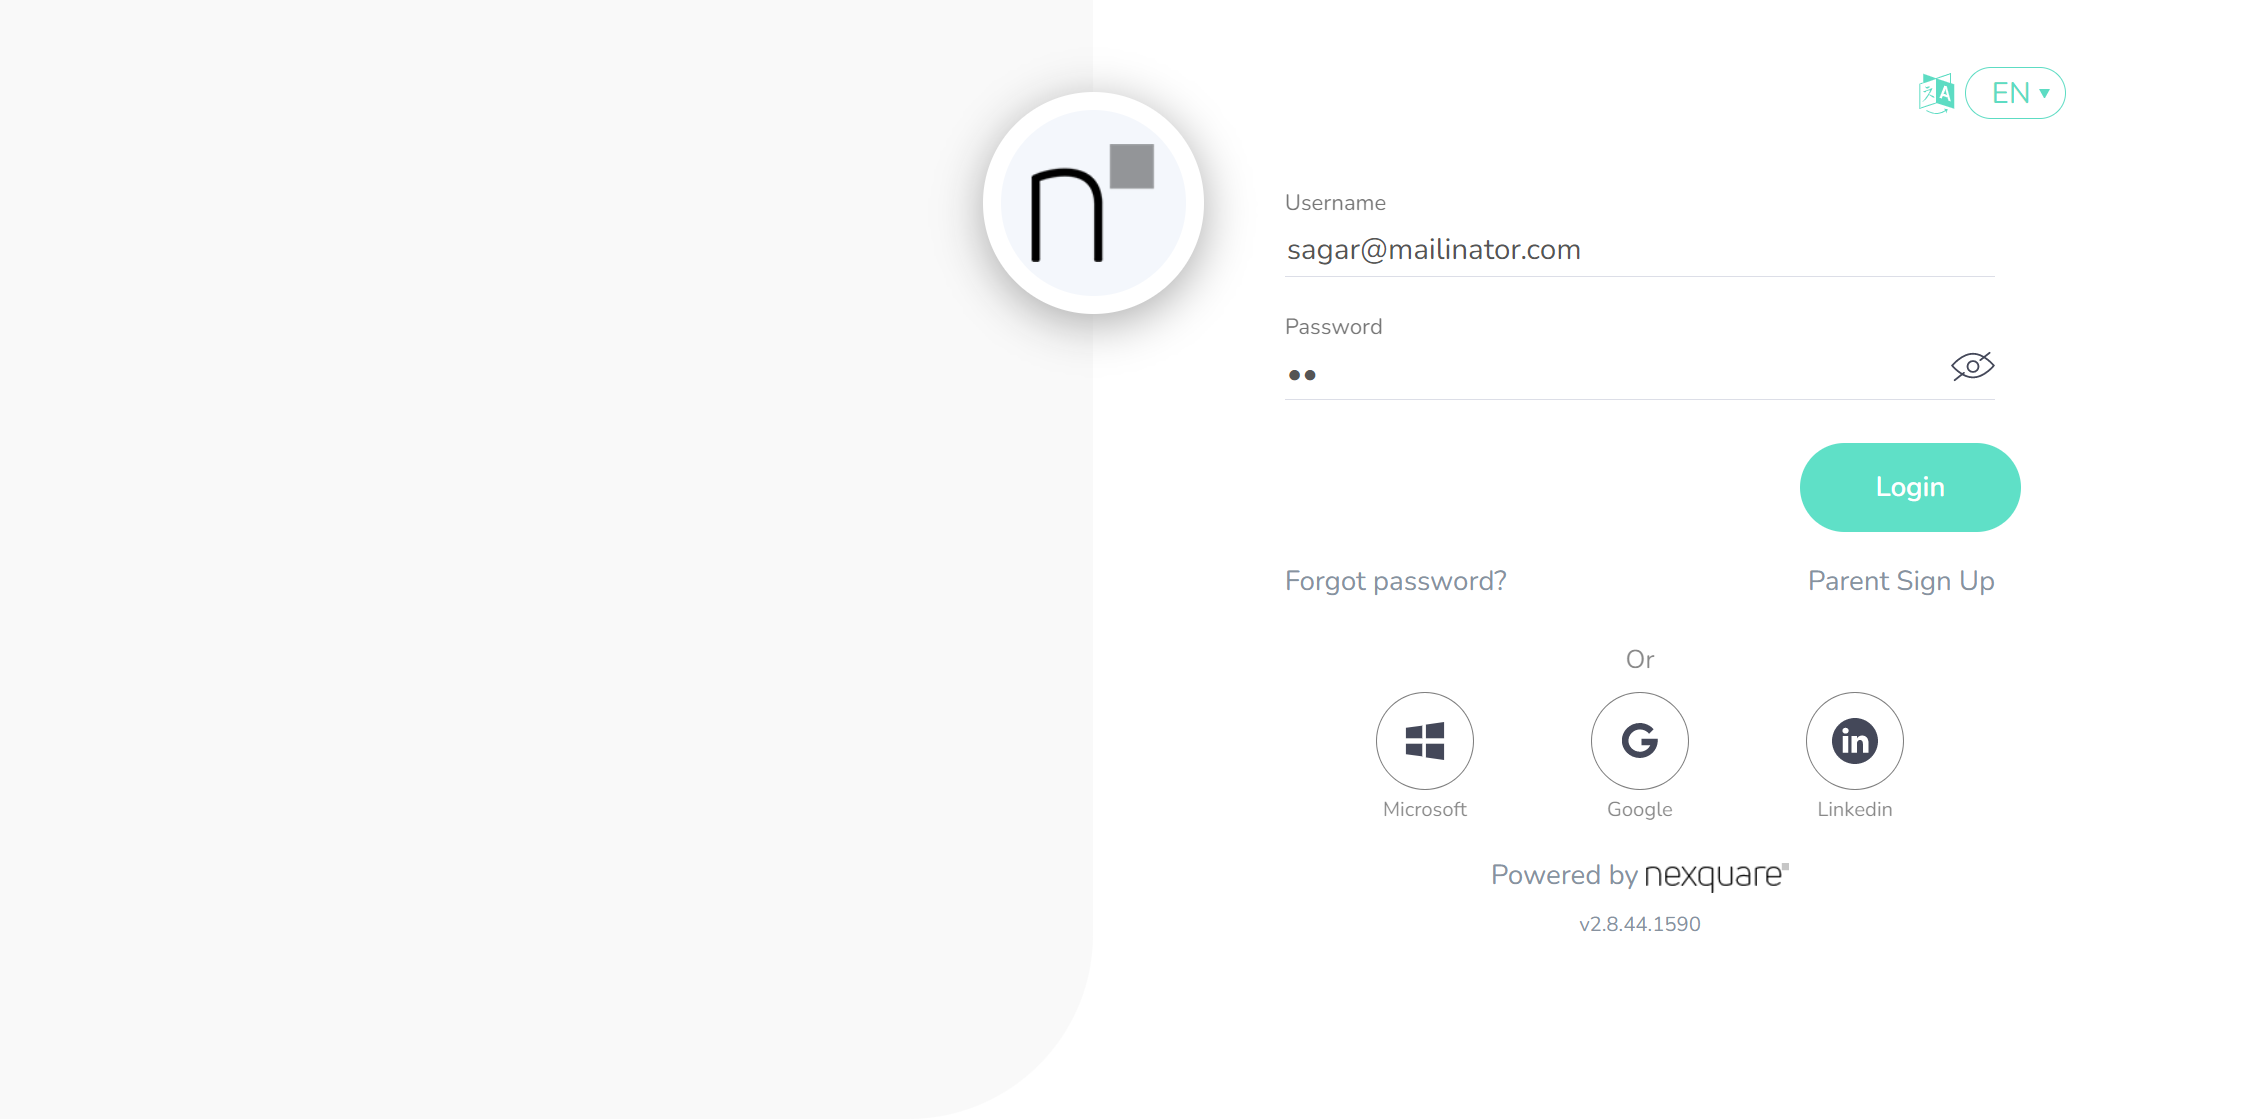 EN
Username
sagar@mailinator.com
Password
Login
Forgot password?
Parent Sign Up
Or
Microsoft
Google
Linkedin
Powered by nexquare
v2.8.44.1590